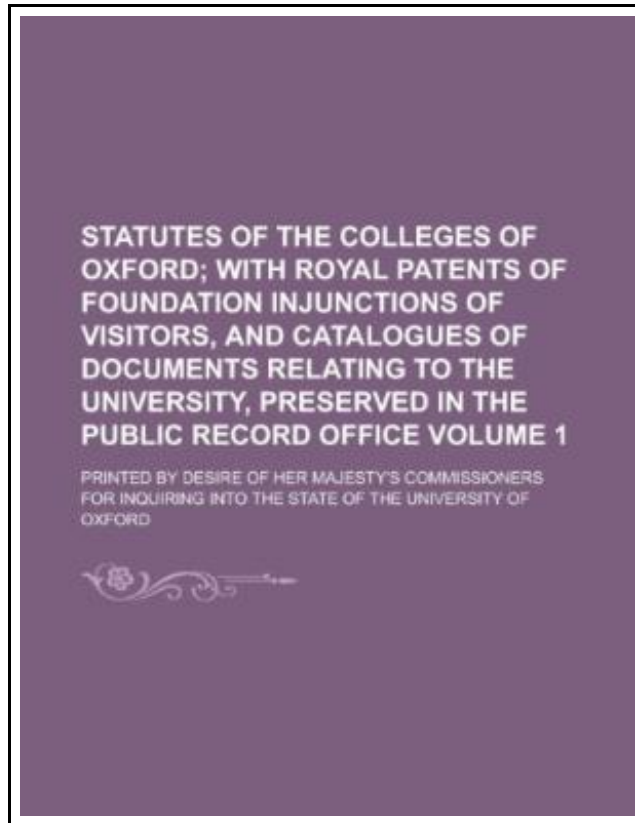 STATUTES OF THE COLLEGES OF
OXFORD; WITH ROYAL PATENTS OF
FOUNDATION INJUNCTIONS OF
VISITORS, AND CATALOGUES OF
DOCUMENTS RELATING TO THE
UNIVERSITY, PRESERVED IN THE
PUBLIC RECORD OFFICE VOLUME 1
PRINTED BY DESIRE OF HER MAJESTY'S COMMISSIONERS
FOR INQUIRING INTO THE STATE OF THE UNIVERSITY OF
OXFORD